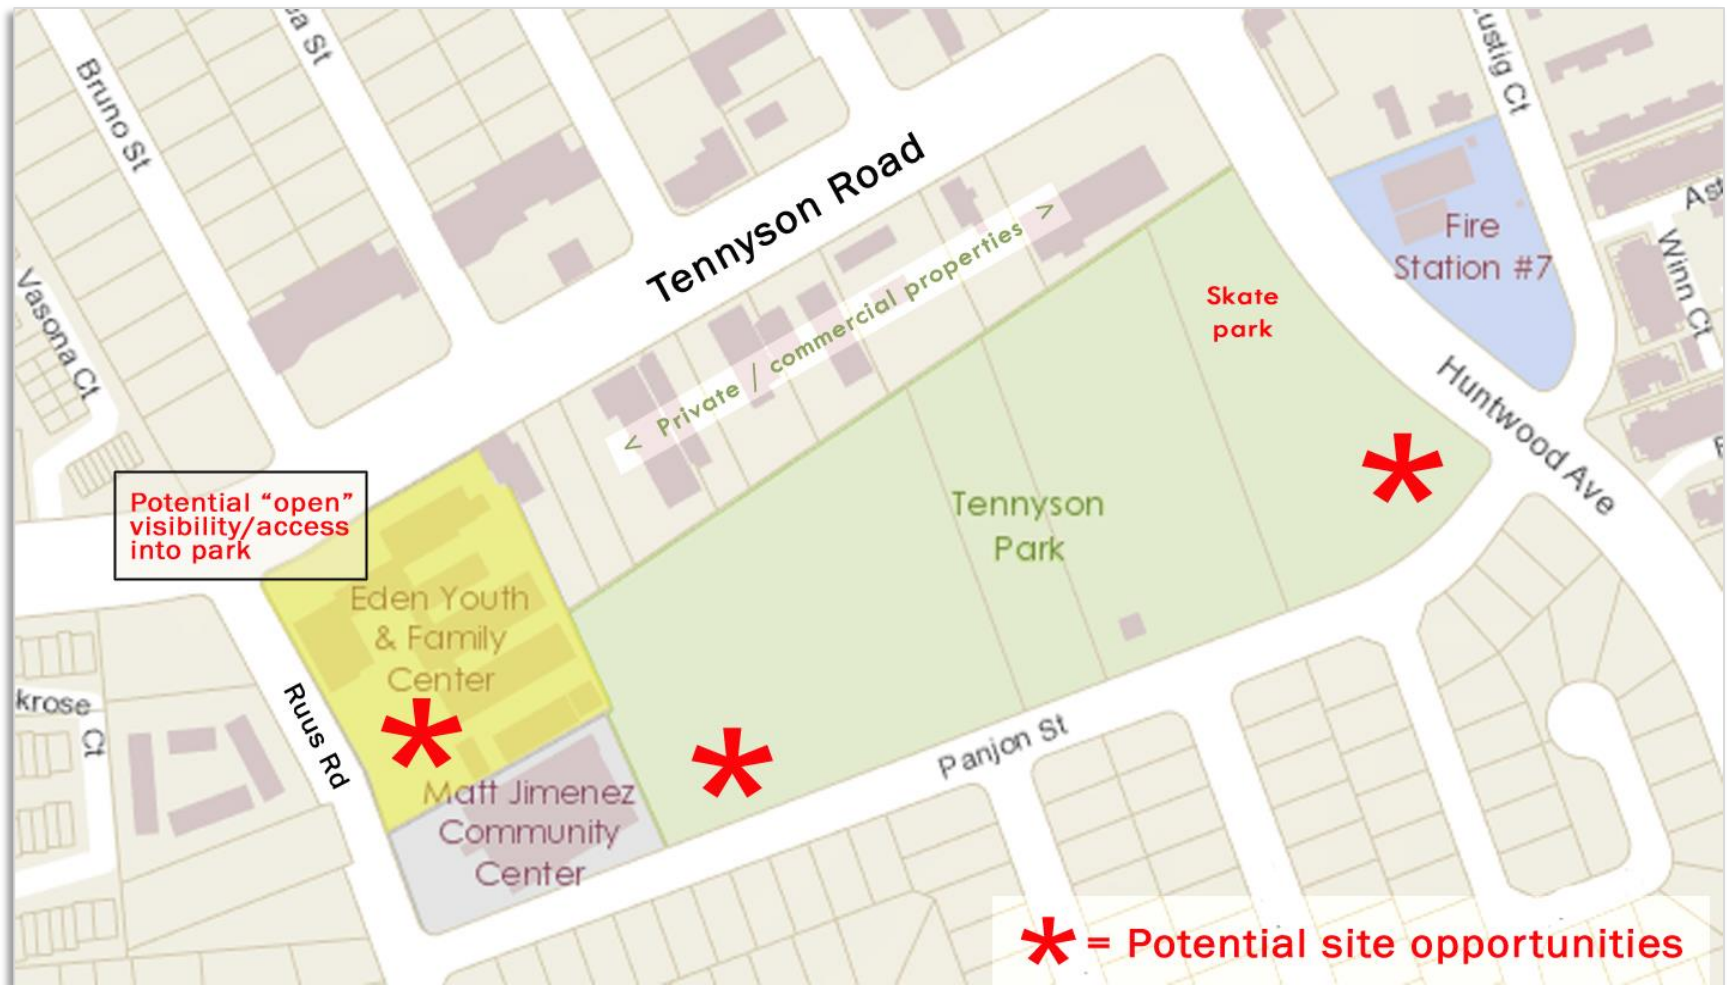 Bruno St
Vasona Ct
Tennyson Road
< Private / commercial properties >
Skate
park
Fire
Station #7
Winn Ct
Huntwood Ave
Potential “open”
visibility/access
into park
Eden Youth
& Family
Center
Tennyson
Park
Ruus Rd
krose Ct
Matt Jimenez
Community
Center
Panjon St
* = Potential site opportunities